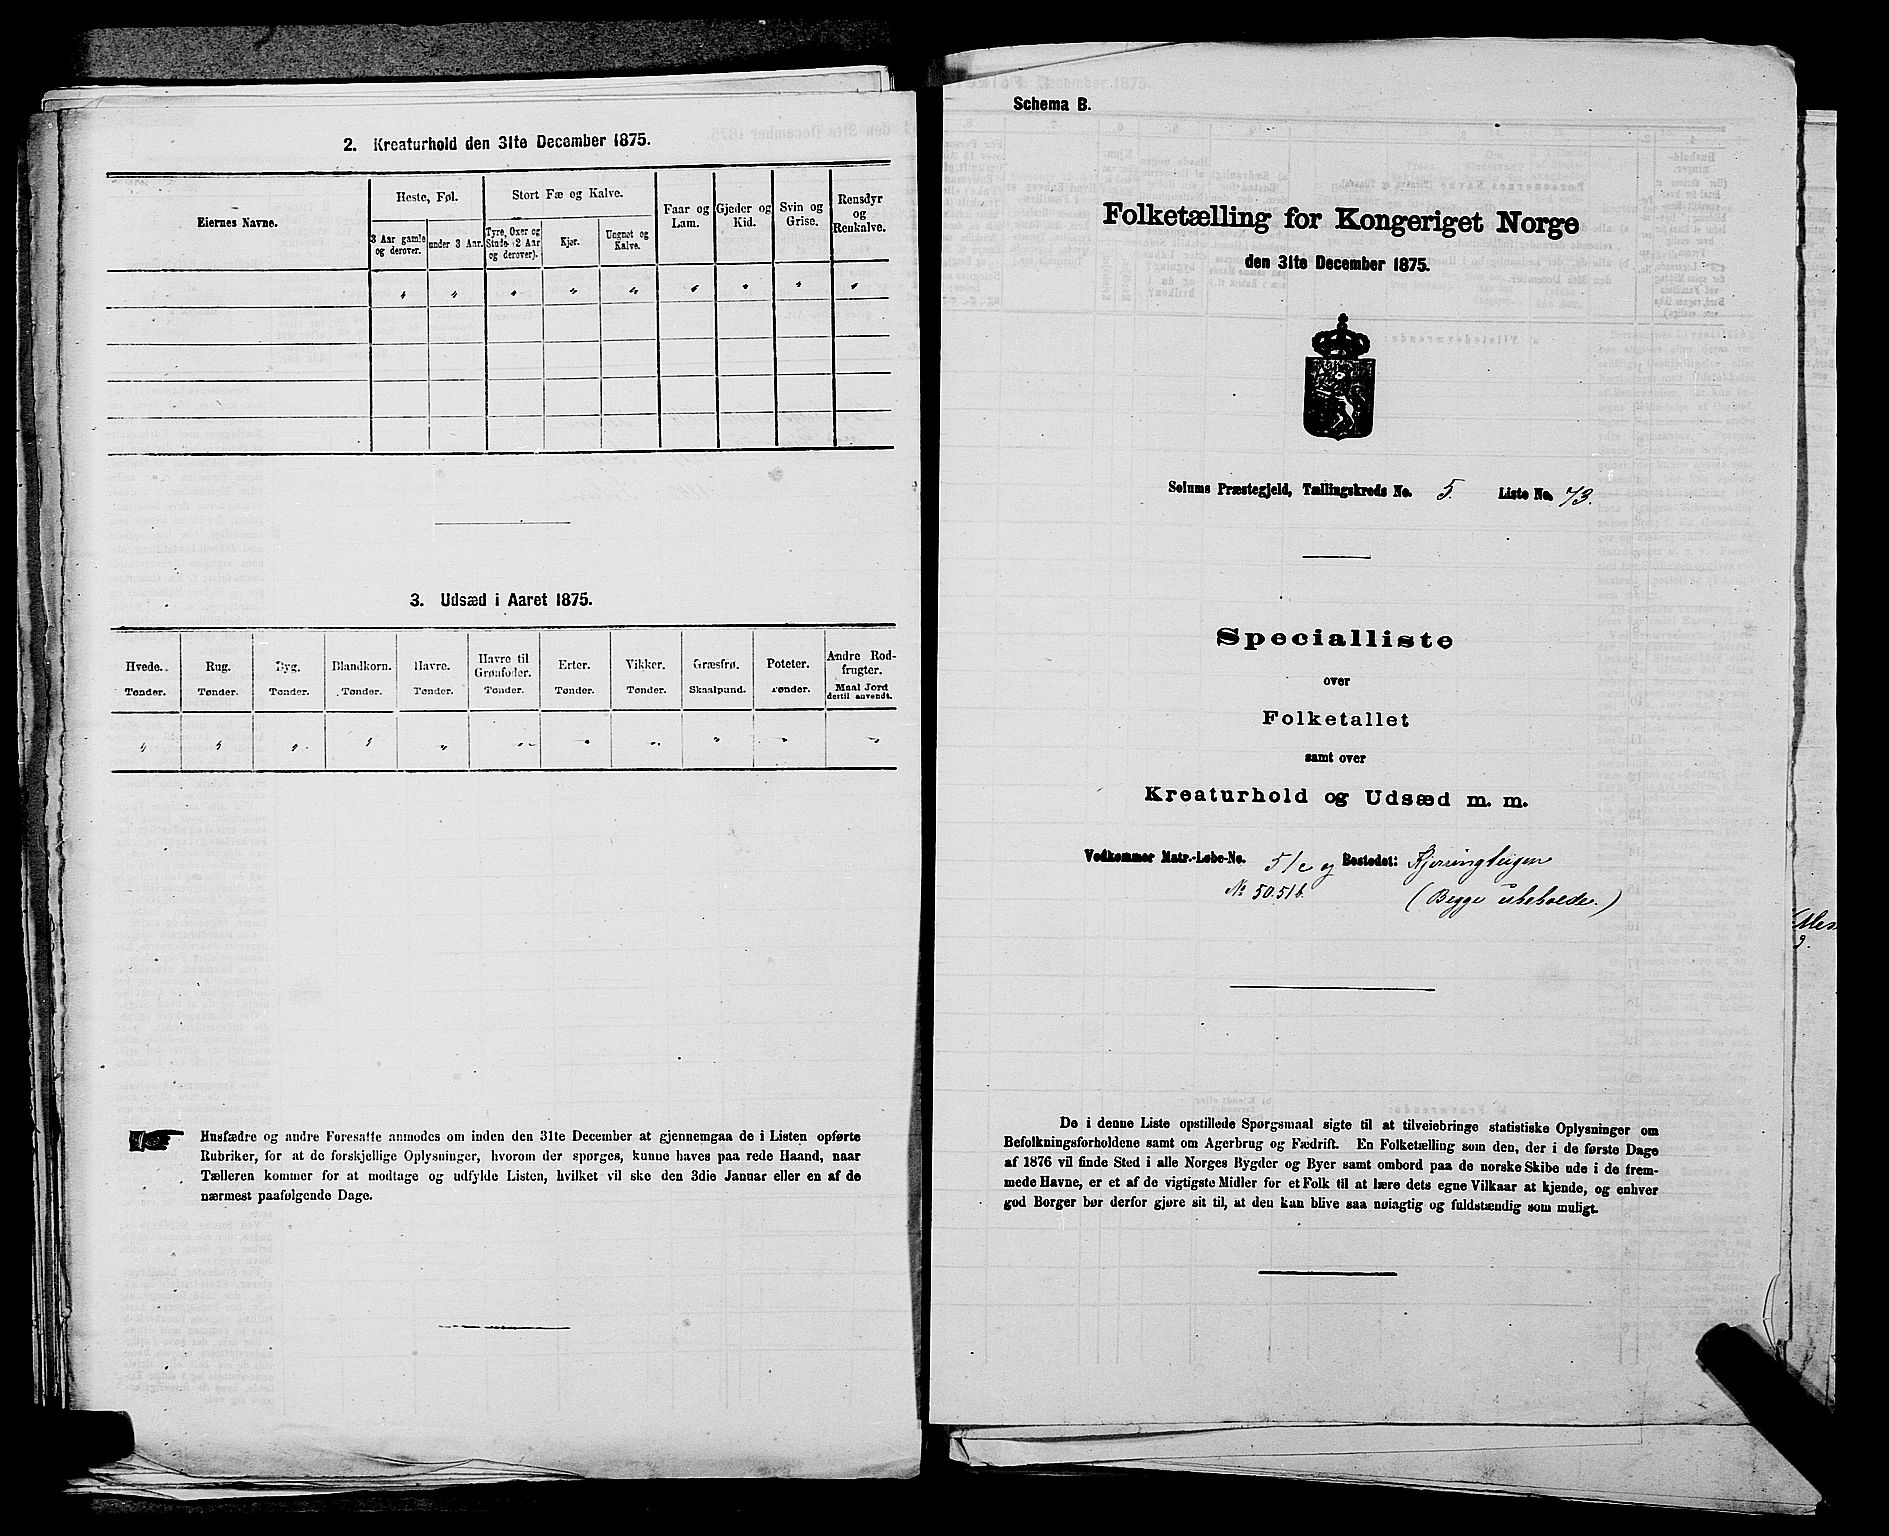 2. Kreaturhold den 31te December 1875.
Eiernes Navne.
Heste, Føl.
Stort Fæ og Kalve.
Faar og Lam.
Gjeder og Kid.
Svin og Grise.
Rensdyr og Renkalve.
3 Aar gamle og derover.
under 3 Aar.
Tyre, Oxer og Stude (2 Aar og derover).
Kjør.
Ungnøt og Kalve.
" " " " " " " " "
3. Udsæd i Aaret 1875.
Hvede. Rug. Byg. Blandkorn. Havre. Havre til Grønfoder. Erter. Vikker. Græsfrø. Poteter. Andre Rodfrugter.
Tønder. Tønder. Tønder. Tønder. Tønder. Tønder. Tønder. Tønder. Skaalpund. Tønder. Maal Jord dertil anvendt.
" " " " " " " " " " "
Husfædre og andre Foresatte anmodes om inden den 31te December at gjennemgaa de i Listen opførte
Rubriker, for at de forskjellige Oplysninger, hvorom der spørges, kunne haves paa rede Haand, naar
Tælleren kommer for at modtage og udfylde Listen, hvilket vil ske den 3die Januar eller en af de
nærmest paafølgende Dage.
Schema B.
Folketælling for Kongeriget Norge
den 31te December 1875.
Solums Præstegjeld, Tællingskreds No. 5. Liste No. 73.
Specialliste
over
Folketallet
samt over
Kreaturhold og Udsæd m. m.
Vedkommer Matr.-Løbe-No. 51c og Bostedet: Kjerringteigen
No 50.51b. (Begge ubeboede.)
De i denne Liste opstillede Spørgsmaal sigte til at tilveiebringe statistiske Oplysninger om
Befolkningsforholdene samt om Agerbrug og Fædrift. En Folketælling som den, der i de første Dage
af 1876 vil finde Sted i alle Norges Bygder og Byer samt ombord paa de norske Skibe ude i de frem-
mede Havne, er et af de vigtigste Midler for et Folk til at lære dets egne Vilkaar at kjende, og enhver
god Borger bør derfor gjøre sit til, at den kan blive saa nøiagtig og fuldstændig som muligt.